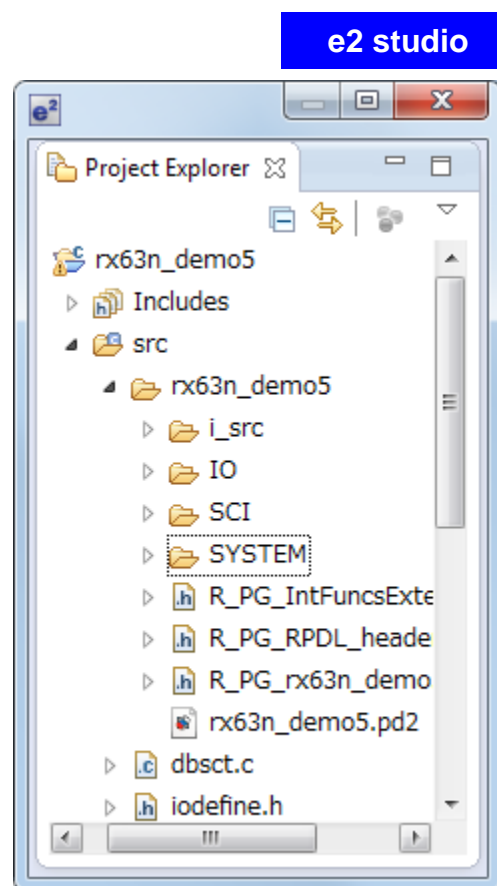 e2 studio
e²
Project Explorer
rx63n_demo5
Includes
src
rx63n_demo5
i_src
IO
SCI
SYSTEM
R_PG_IntFuncsExte
R_PG_RPDL_heade
R_PG_rx63n_demo
rx63n_demo5.pd2
dbsct.c
iodefine.h